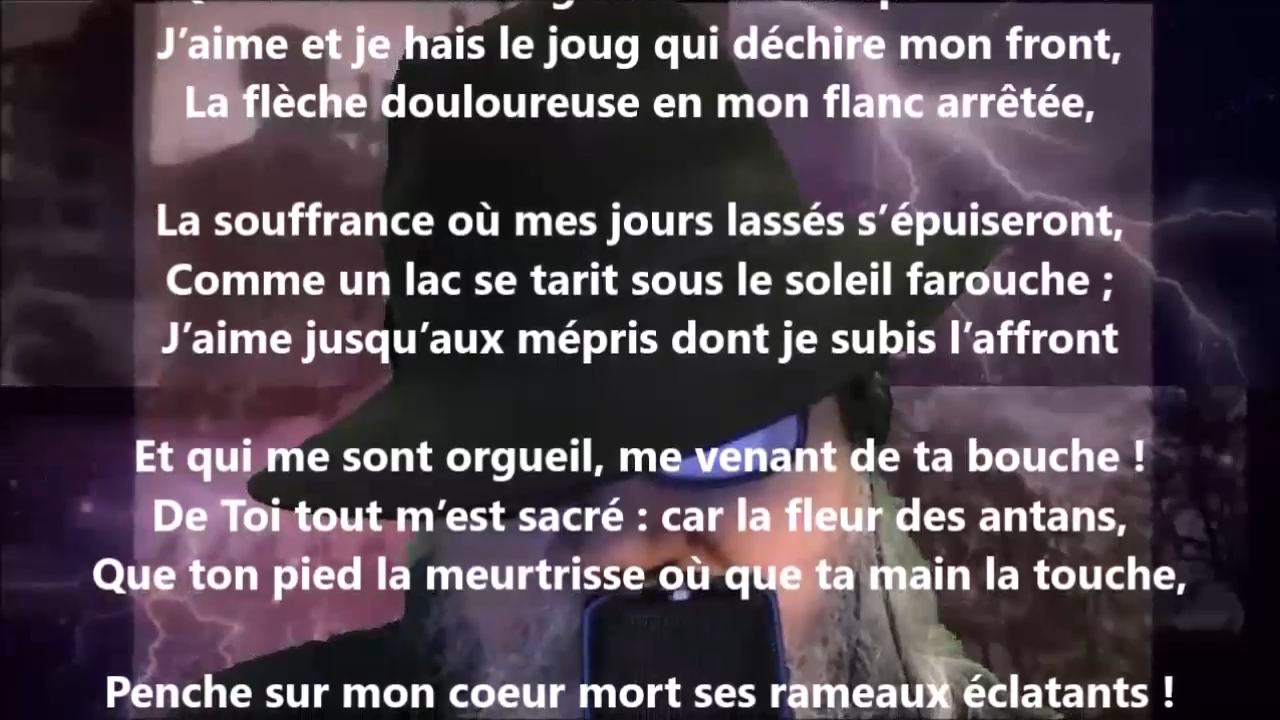 J’aime et je hais le joug qui déchire mon front,
La flèche douloureuse en mon flanc arrêtée,
La souffrance où mes jours lassés s’épuiseront,
Comme un lac se tarit sous le soleil farouche ;
J’aime jusqu’aux mépris dont je subis l’affront
Et qui me sont orgueil, me venant de ta bouche !
De Toi tout m’est sacré : car la fleur des antans,
Que ton pied la meurtrisse où que ta main la touche,
Penche sur mon coeur mort ses rameaux éclatants !